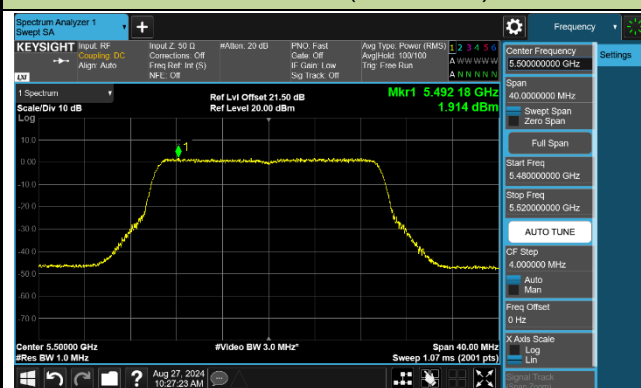 Spectrum Analyzer 1
Swept SA
Frequency
KEYSIGHT
Input: RF
Coupling: DC
Align: Auto
Input Z: 50 Ω
Corrections: Off
Freq Ref: Int (S)
NFE: Off
#Atten: 20 dB
PNO: Fast
Gate: Off
IF Gain: Low
Sig Track: Off
Avg Type: Power (RMS)
Avg|Hold: 100/100
Trig: Free Run
1 2 3 4 5 6
A W W W W W
A N N N N N
LXI
1 Spectrum
Scale/Div 10 dB
Log
Ref Lvl Offset 21.50 dB
Ref Level 20.00 dBm
Mkr1 5.492 18 GHz
1.914 dBm
10.0
0.00
-10.0
-20.0
-30.0
-40.0
-50.0
-60.0
-70.0
1
Center 5.50000 GHz
#Res BW 1.0 MHz
#Video BW 3.0 MHz*
Span 40.00 MHz
Sweep 1.07 ms (2001 pts)
Center Frequency
5.500000000 GHz
Settings
Span
40.0000000 MHz
Swept Span
Zero Span
Full Span
Start Freq
5.480000000 GHz
Stop Freq
5.520000000 GHz
AUTO TUNE
CF Step
4.000000 MHz
Auto
Man
Freq Offset
0 Hz
X Axis Scale
Log
Lin
Signal Track
(Span Zoom)
?
Aug 27, 2024
10:27:23 AM